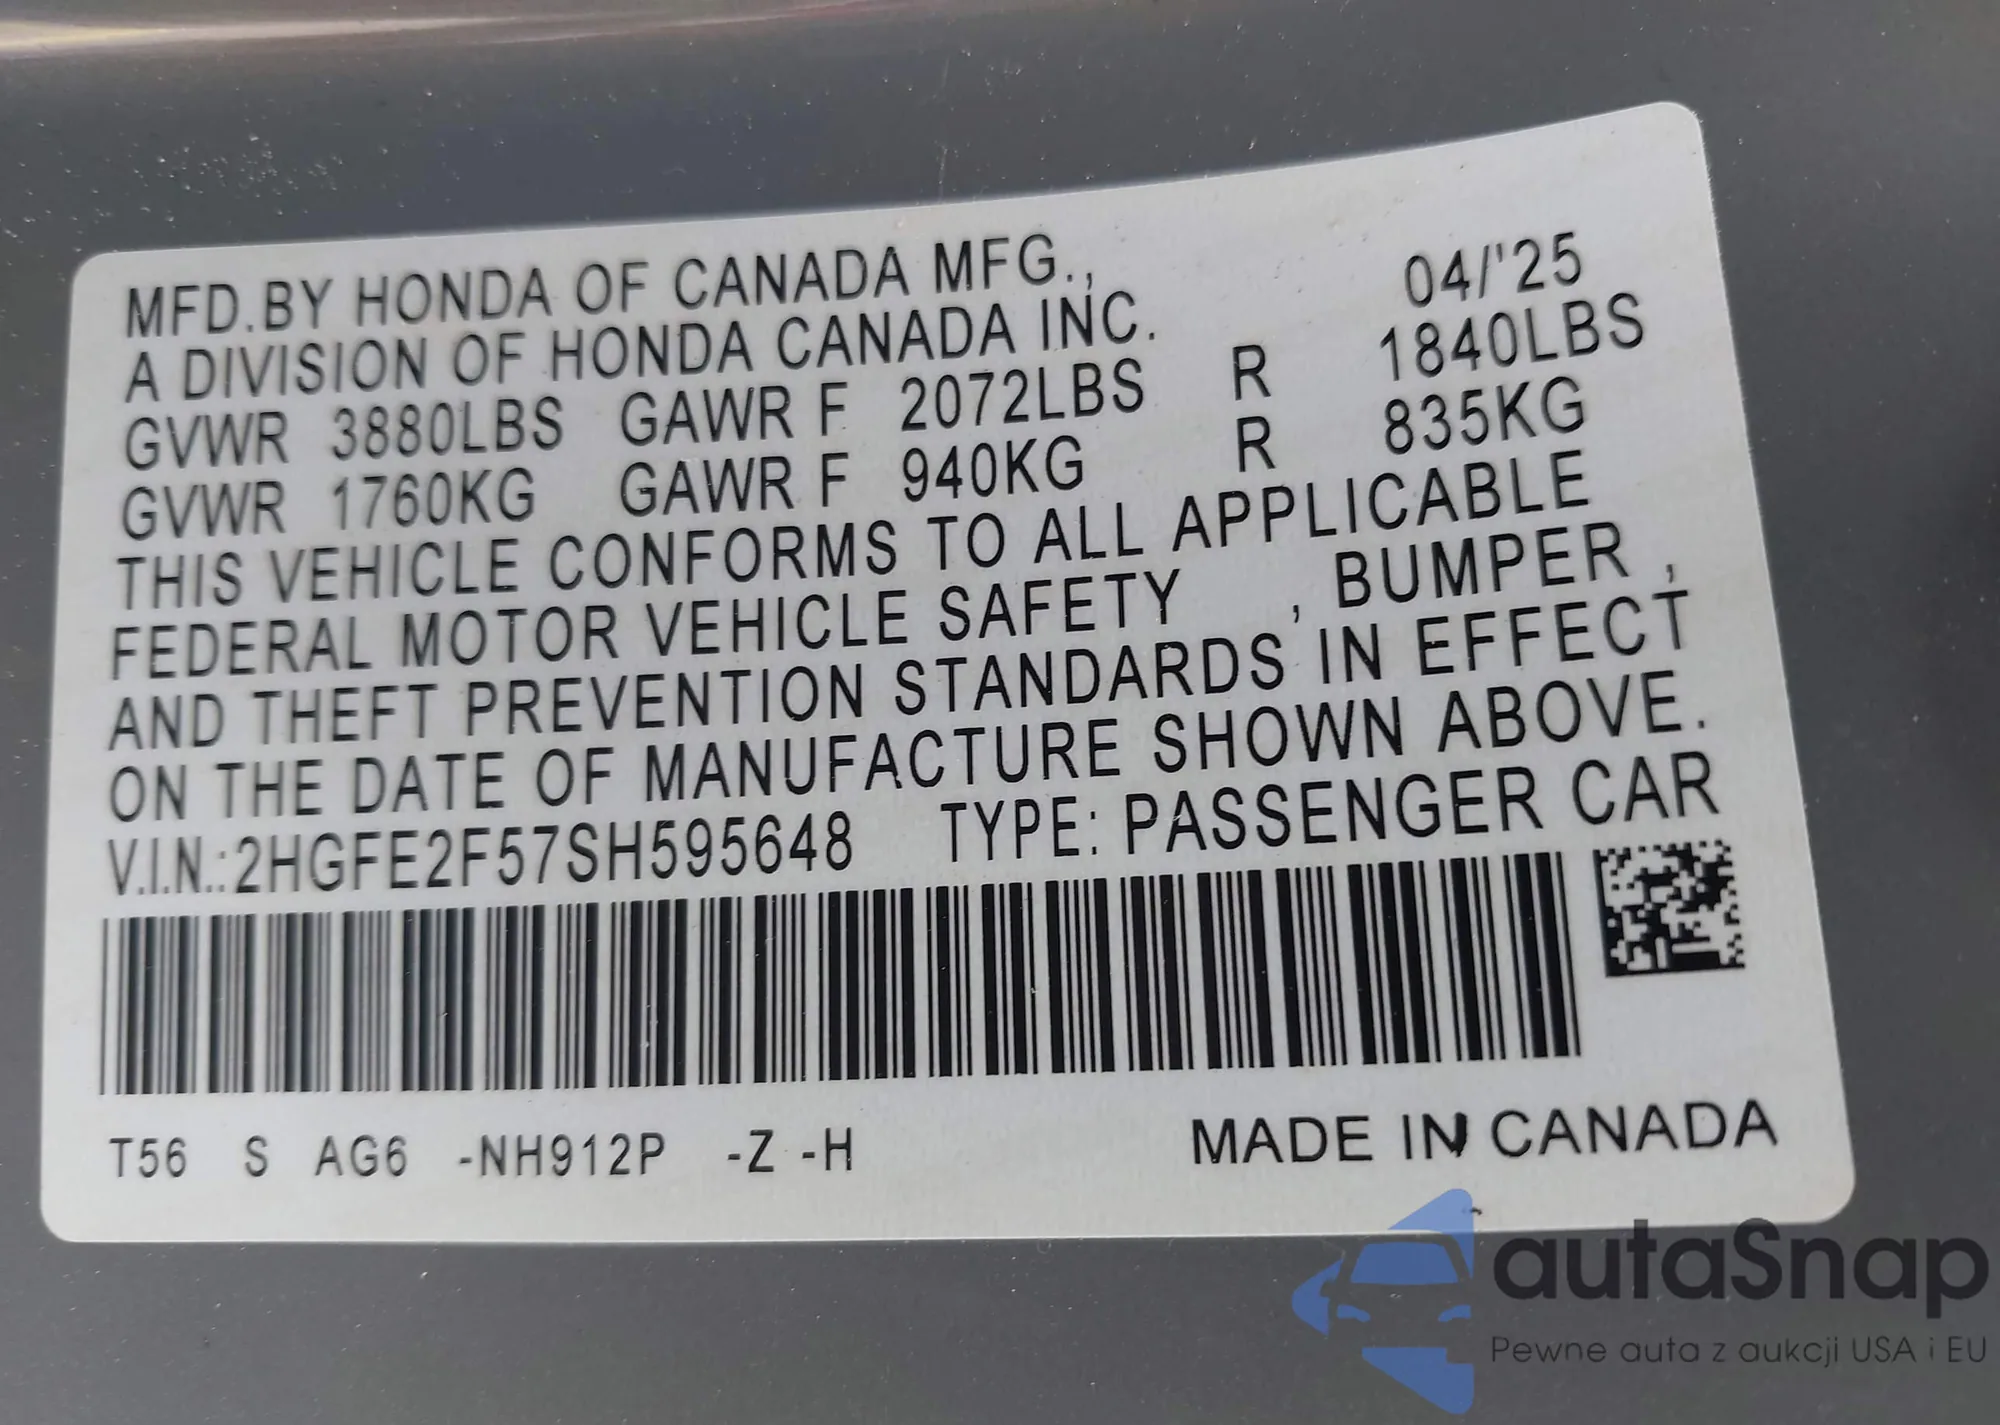 MFD.BY HONDA OF CANADA MFG., 04/'25
A DIVISION OF HONDA CANADA INC.
GVWR 3880LBS GAWR F 2072LBS R 1840LBS
GVWR 1760KG GAWR F 940KG R 835KG
THIS VEHICLE CONFORMS TO ALL APPLICABLE
FEDERAL MOTOR VEHICLE SAFETY , BUMPER ,
AND THEFT PREVENTION STANDARDS IN EFFECT
ON THE DATE OF MANUFACTURE SHOWN ABOVE.
V.I.N.:2HGFE2F57SH595648 TYPE: PASSENGER CAR
T56 S AG6 -NH912P -Z -H MADE IN CANADA
autaSnap
Pewne auta z aukcji USA i EU